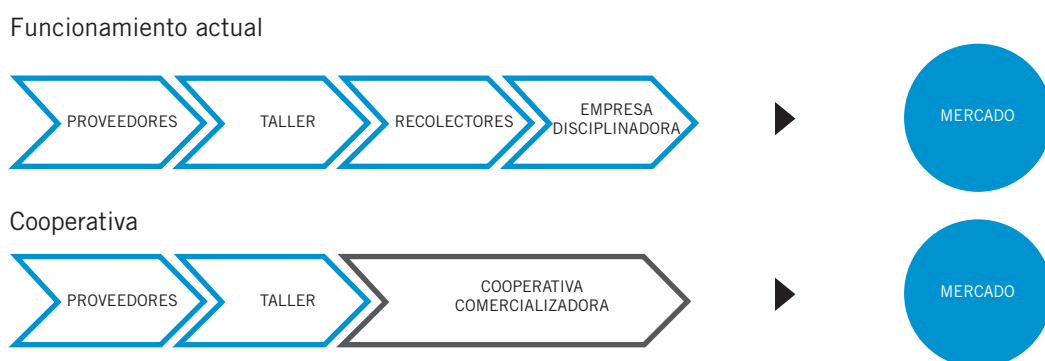 Funcionamiento actual
PROVEEDORES
TALLER
RECOLECTORES
EMPRESA
DISCIPLINADORA
MERCADO
Cooperativa
PROVEEDORES
TALLER
COOPERATIVA
COMERCIALIZADORA
MERCADO